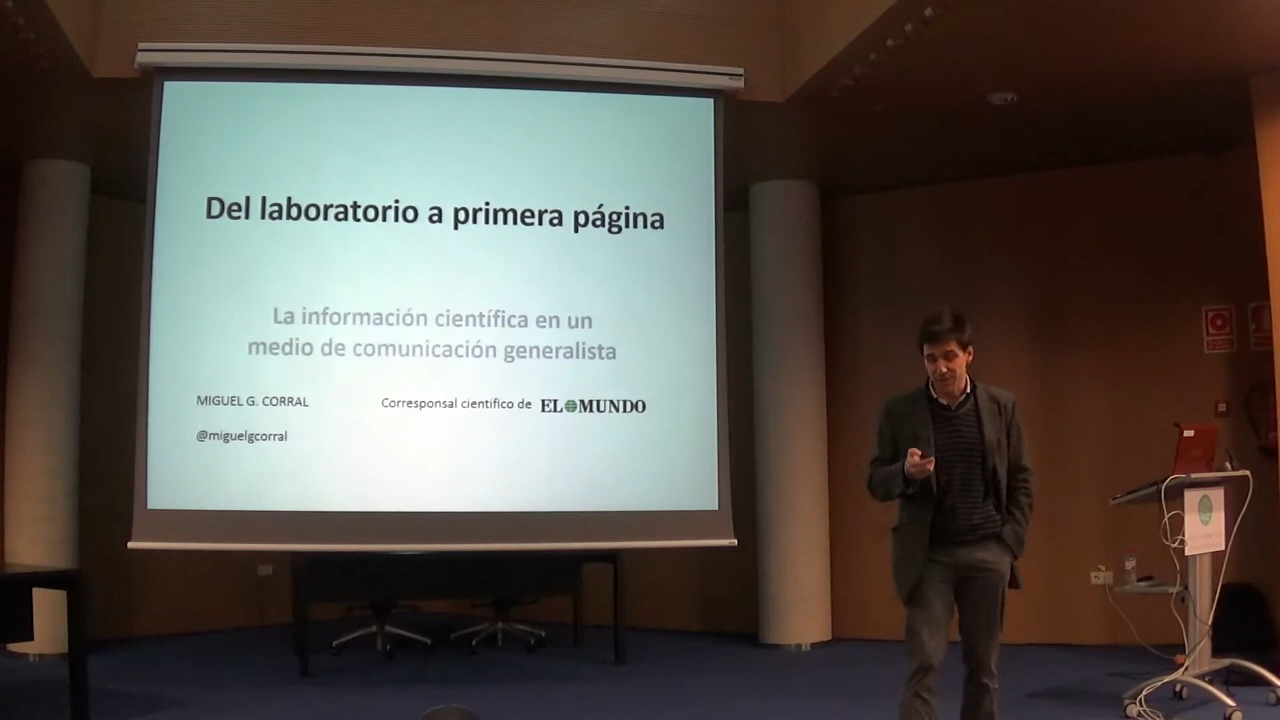 Del laboratorio a primera página
La información científica en un
medio de comunicación generalista
MIGUEL G. CORRAL
Corresponsal científico de EL MUNDO
@miguelgcorral